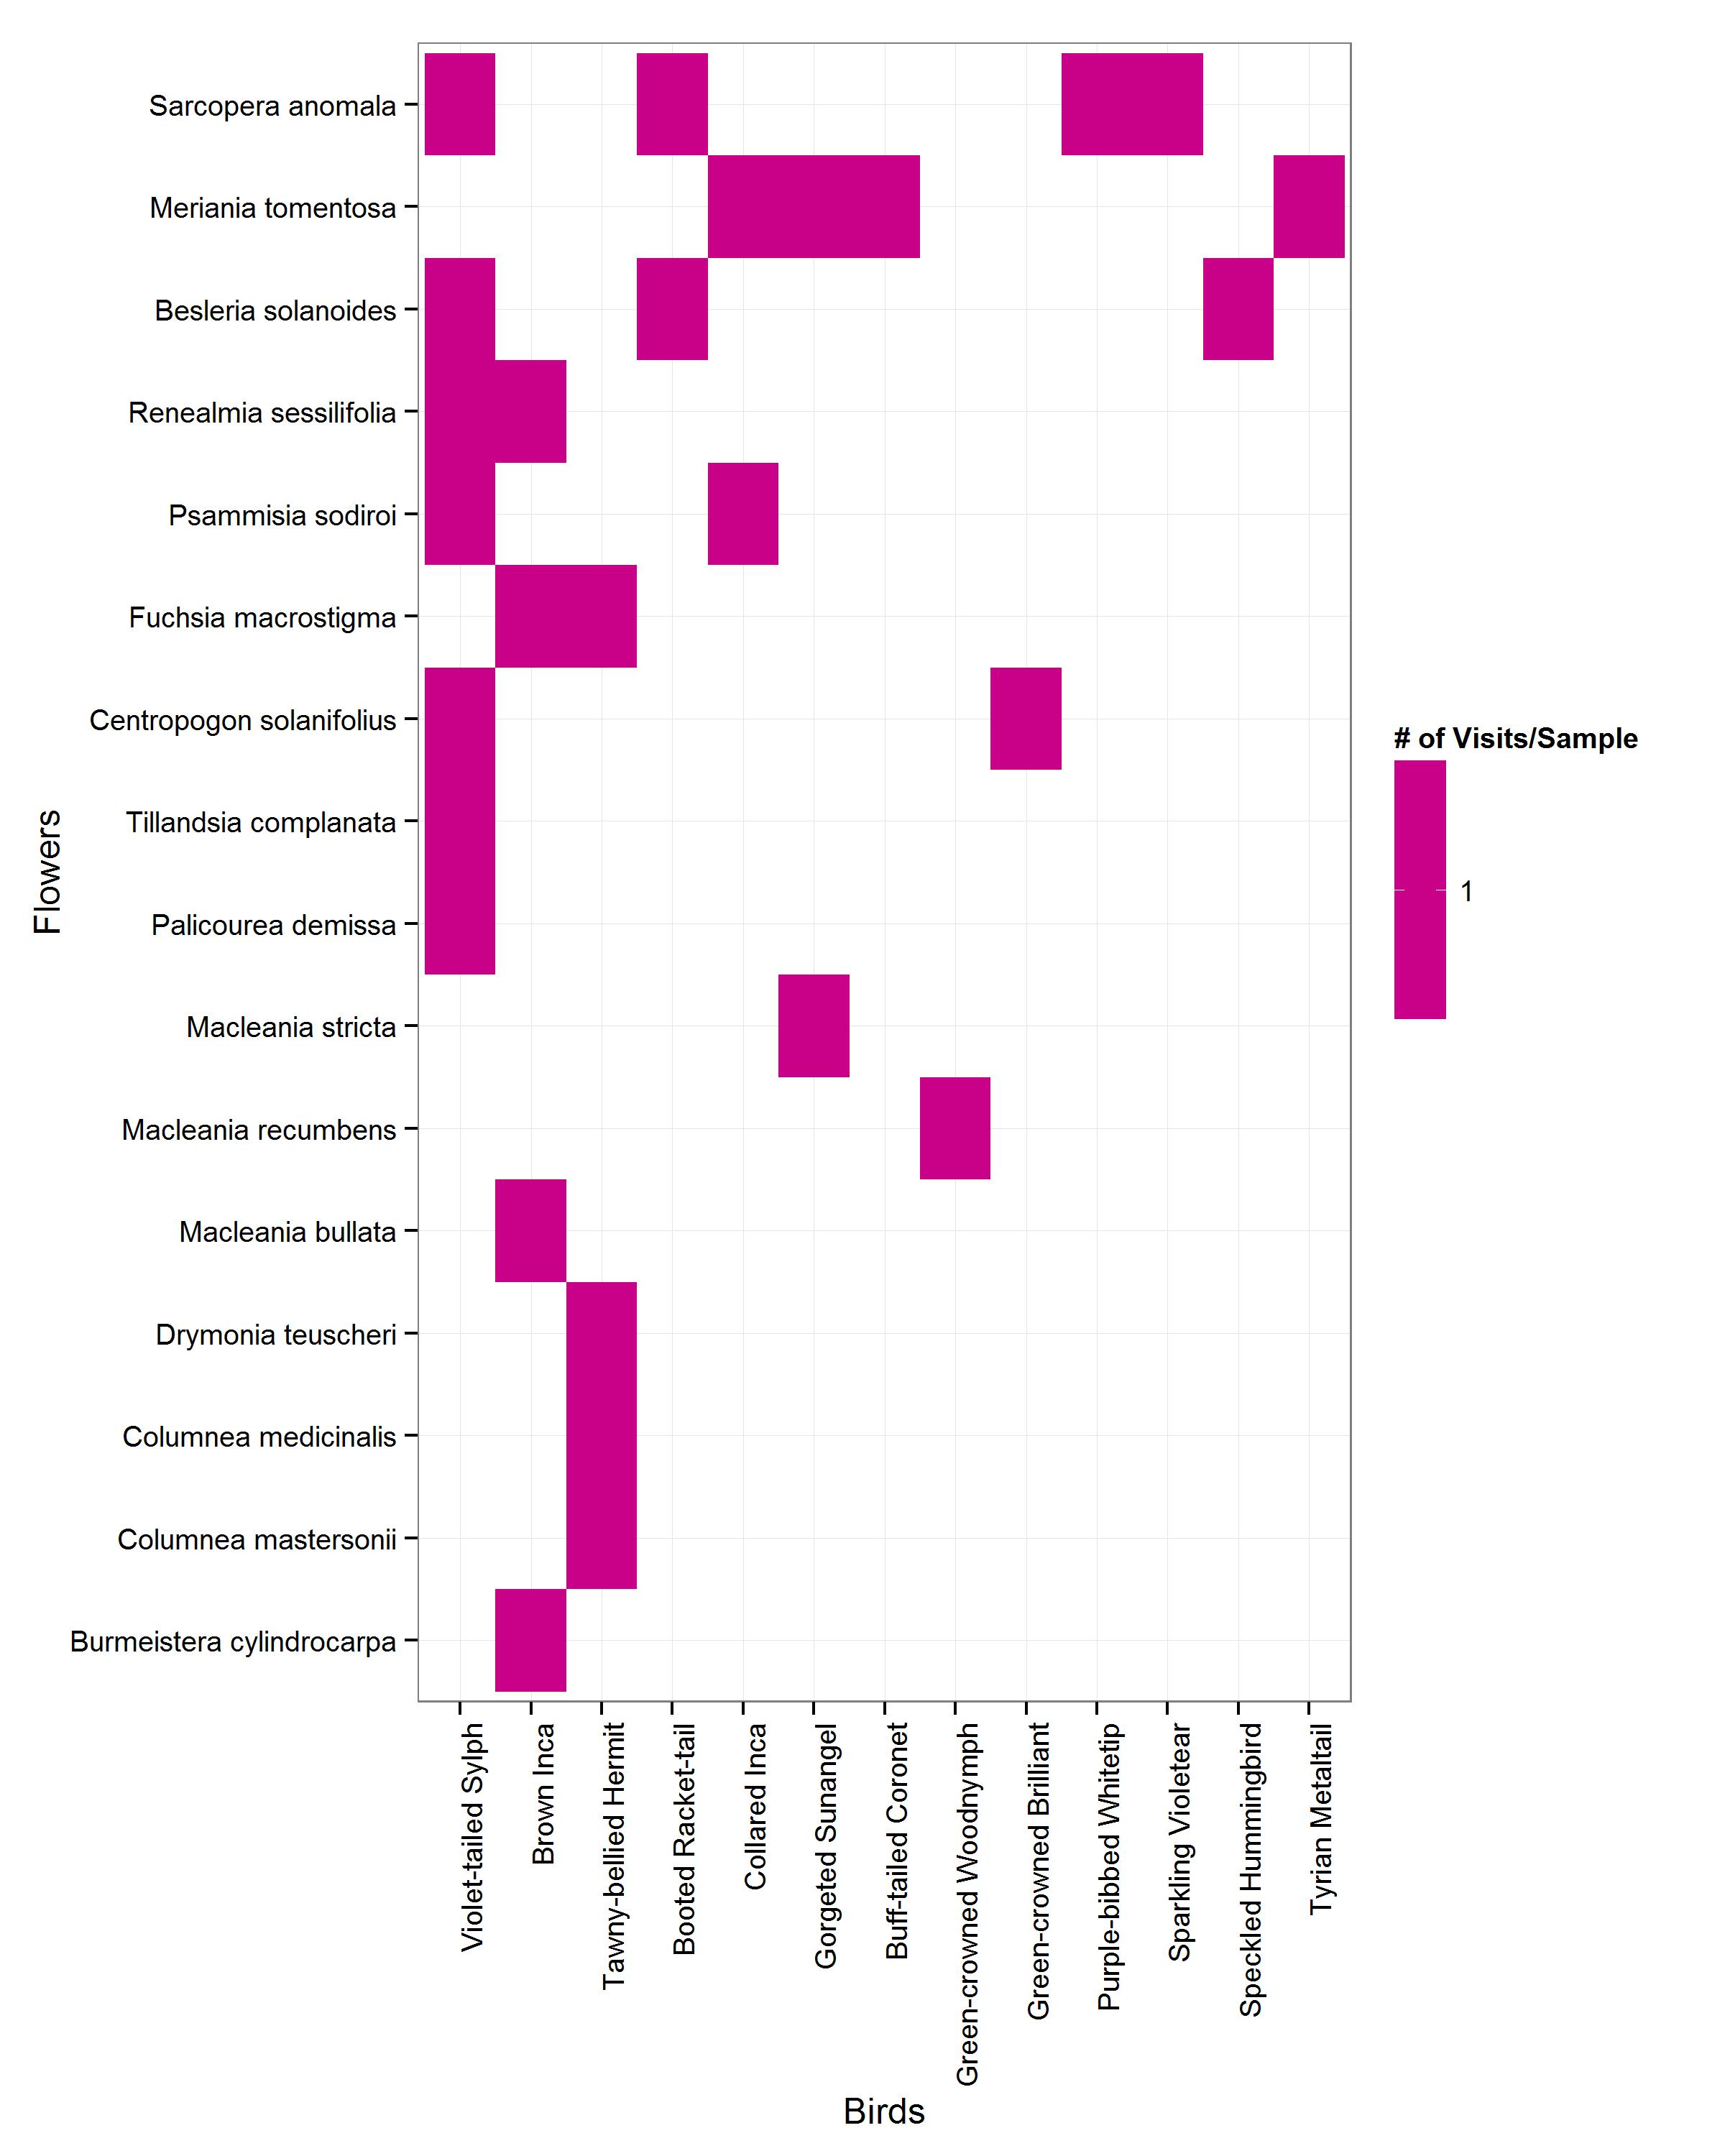 Sarcopera anomala
Meriania tomentosa
Besleria solanoides
Renealmia sessilifolia
Psammisia sodiroi
Fuchsia macrostigma
Centropogon solanifolius
Tillandsia complanata
Palicourea demissa
Macleania stricta
Macleania recumbens
Macleania bullata
Drymonia teuscheri
Columnea medicinalis
Columnea mastersonii
Burmeistera cylindrocarpa
Flowers
Violet-tailed Sylph
Brown Inca
Tawny-bellied Hermit
Booted Racket-tail
Collared Inca
Gorgeted Sunangel
Buff-tailed Coronet
Green-crowned Woodnymph
Green-crowned Brilliant
Purple-bibbed Whitetip
Sparkling Violetear
Speckled Hummingbird
Tyrian Metaltail
Birds
# of Visits/Sample
1